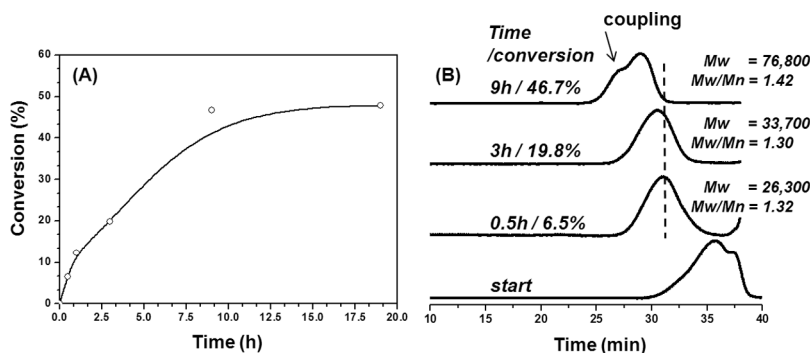 (A)
Conversion (%)
60
50
40
30
20
10
0
0.0 2.5 5.0 7.5 10.0 12.5 15.0 17.5 20.0
Time (h)
coupling
Time
/conversion
(B)
9h / 46.7%
Mw = 76,800
Mw/Mn = 1.42
3h / 19.8%
Mw = 33,700
Mw/Mn = 1.30
0.5h / 6.5%
Mw = 26,300
Mw/Mn = 1.32
start
10 15 20 25 30 35 40
Time (min)